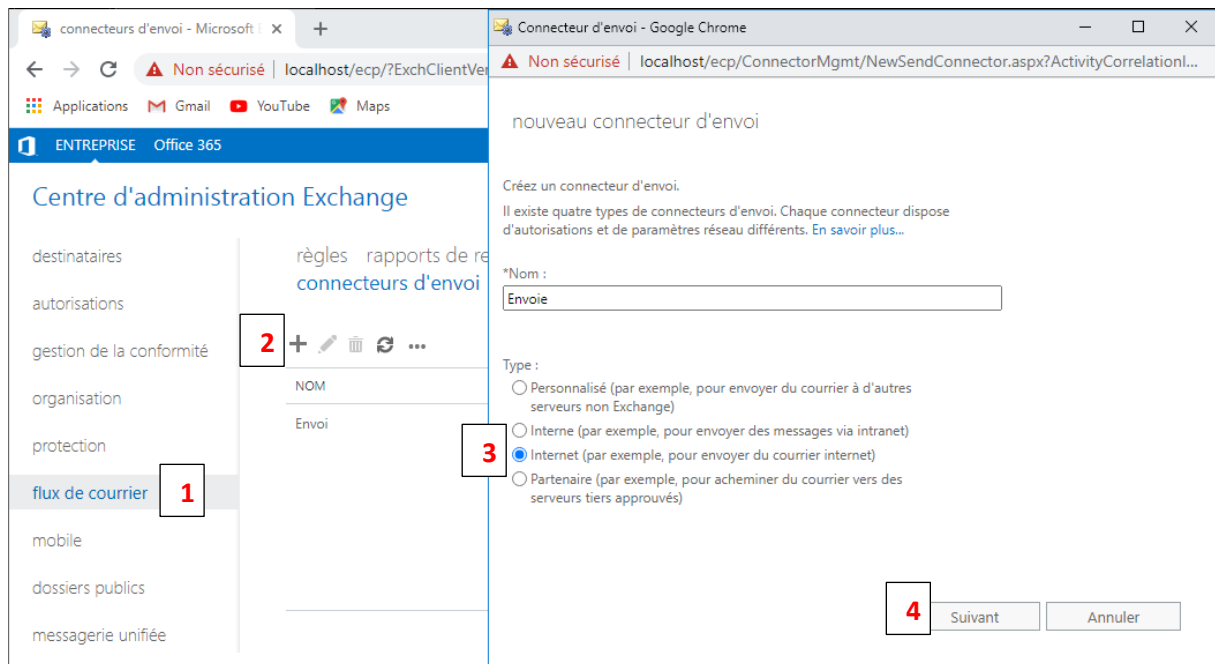 connecteurs d'envoi - Microsoft E
Non sécurisé localhost/ecp/?ExchClientVer
Applications Gmail YouTube Maps
ENTREPRISE Office 365
Centre d'administration Exchange
destinataires
autorisations
gestion de la conformité
organisation
protection
flux de courrier 1
mobile
dossiers publics
messagerie unifiée
règles rapports de re
connecteurs d'envoi
2
NOM
Envoi
Connecteur d'envoi - Google Chrome
Non sécurisé localhost/ecp/ConnectorMgmt/NewSendConnector.aspx?ActivityCorrelationI...
nouveau connecteur d'envoi
Créez un connecteur d'envoi.
Il existe quatre types de connecteurs d'envoi. Chaque connecteur dispose
d'autorisations et de paramètres réseau différents. En savoir plus...
*Nom :
Envoie
Type :
Personnalisé (par exemple, pour envoyer du courrier à d'autres
serveurs non Exchange)
Interne (par exemple, pour envoyer des messages via intranet)
3 Internet (par exemple, pour envoyer du courrier internet)
Partenaire (par exemple, pour acheminer du courrier vers des
serveurs tiers approuvés)
4 Suivant Annuler